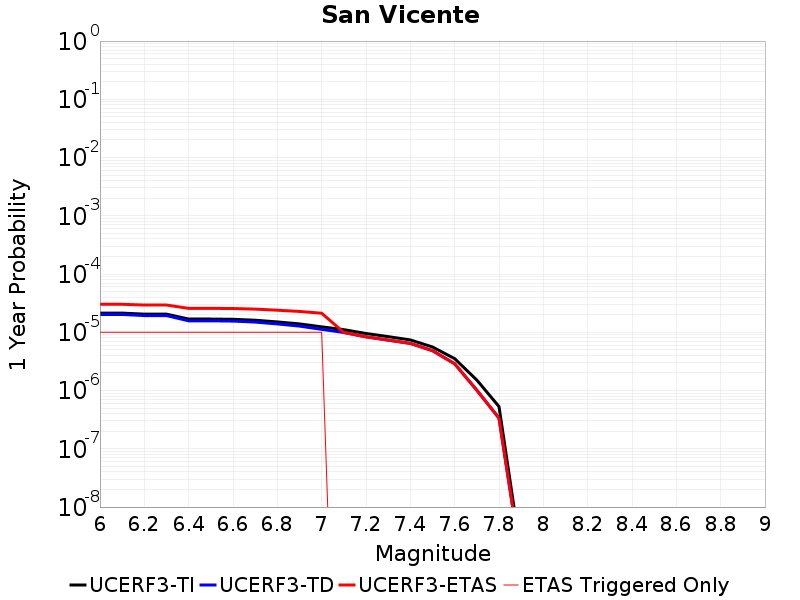 San Vicente
1 Year Probability
10^0
10^-1
10^-2
10^-3
10^-4
10^-5
10^-6
10^-7
10^-8
6 6.2 6.4 6.6 6.8 7 7.2 7.4 7.6 7.8 8 8.2 8.4 8.6 8.8 9
Magnitude
UCERF3-TI UCERF3-TD UCERF3-ETAS ETAS Triggered Only